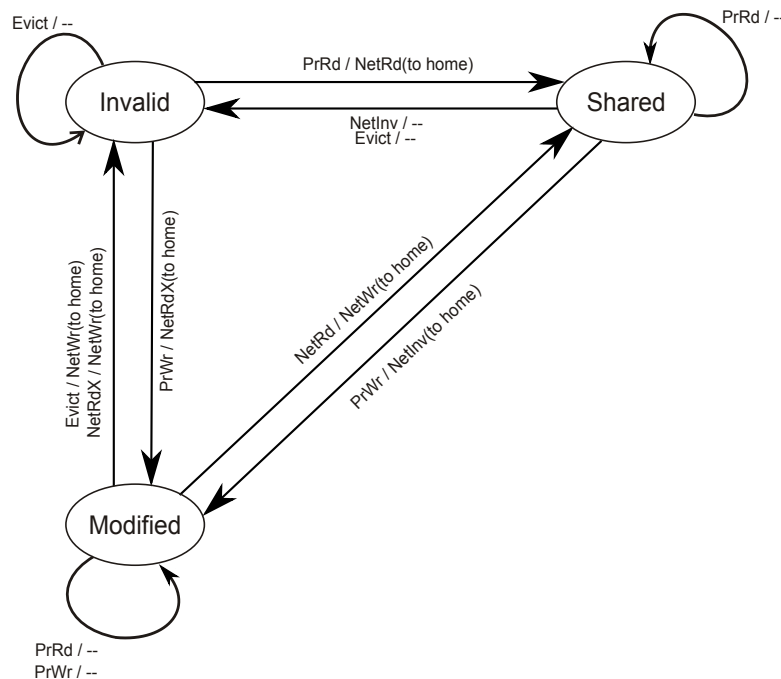 Evict / --
PrRd / --
PrRd / NetRd(to home)
Invalid
Shared
NetInv / --
Evict / --
Evict / NetWr(to home)
NetRdX / NetWr(to home)
PrWr / NetRdX(to home)
NetRd / NetWr(to home)
PrWr / NetInv(to home)
Modified
PrRd / --
PrWr / --